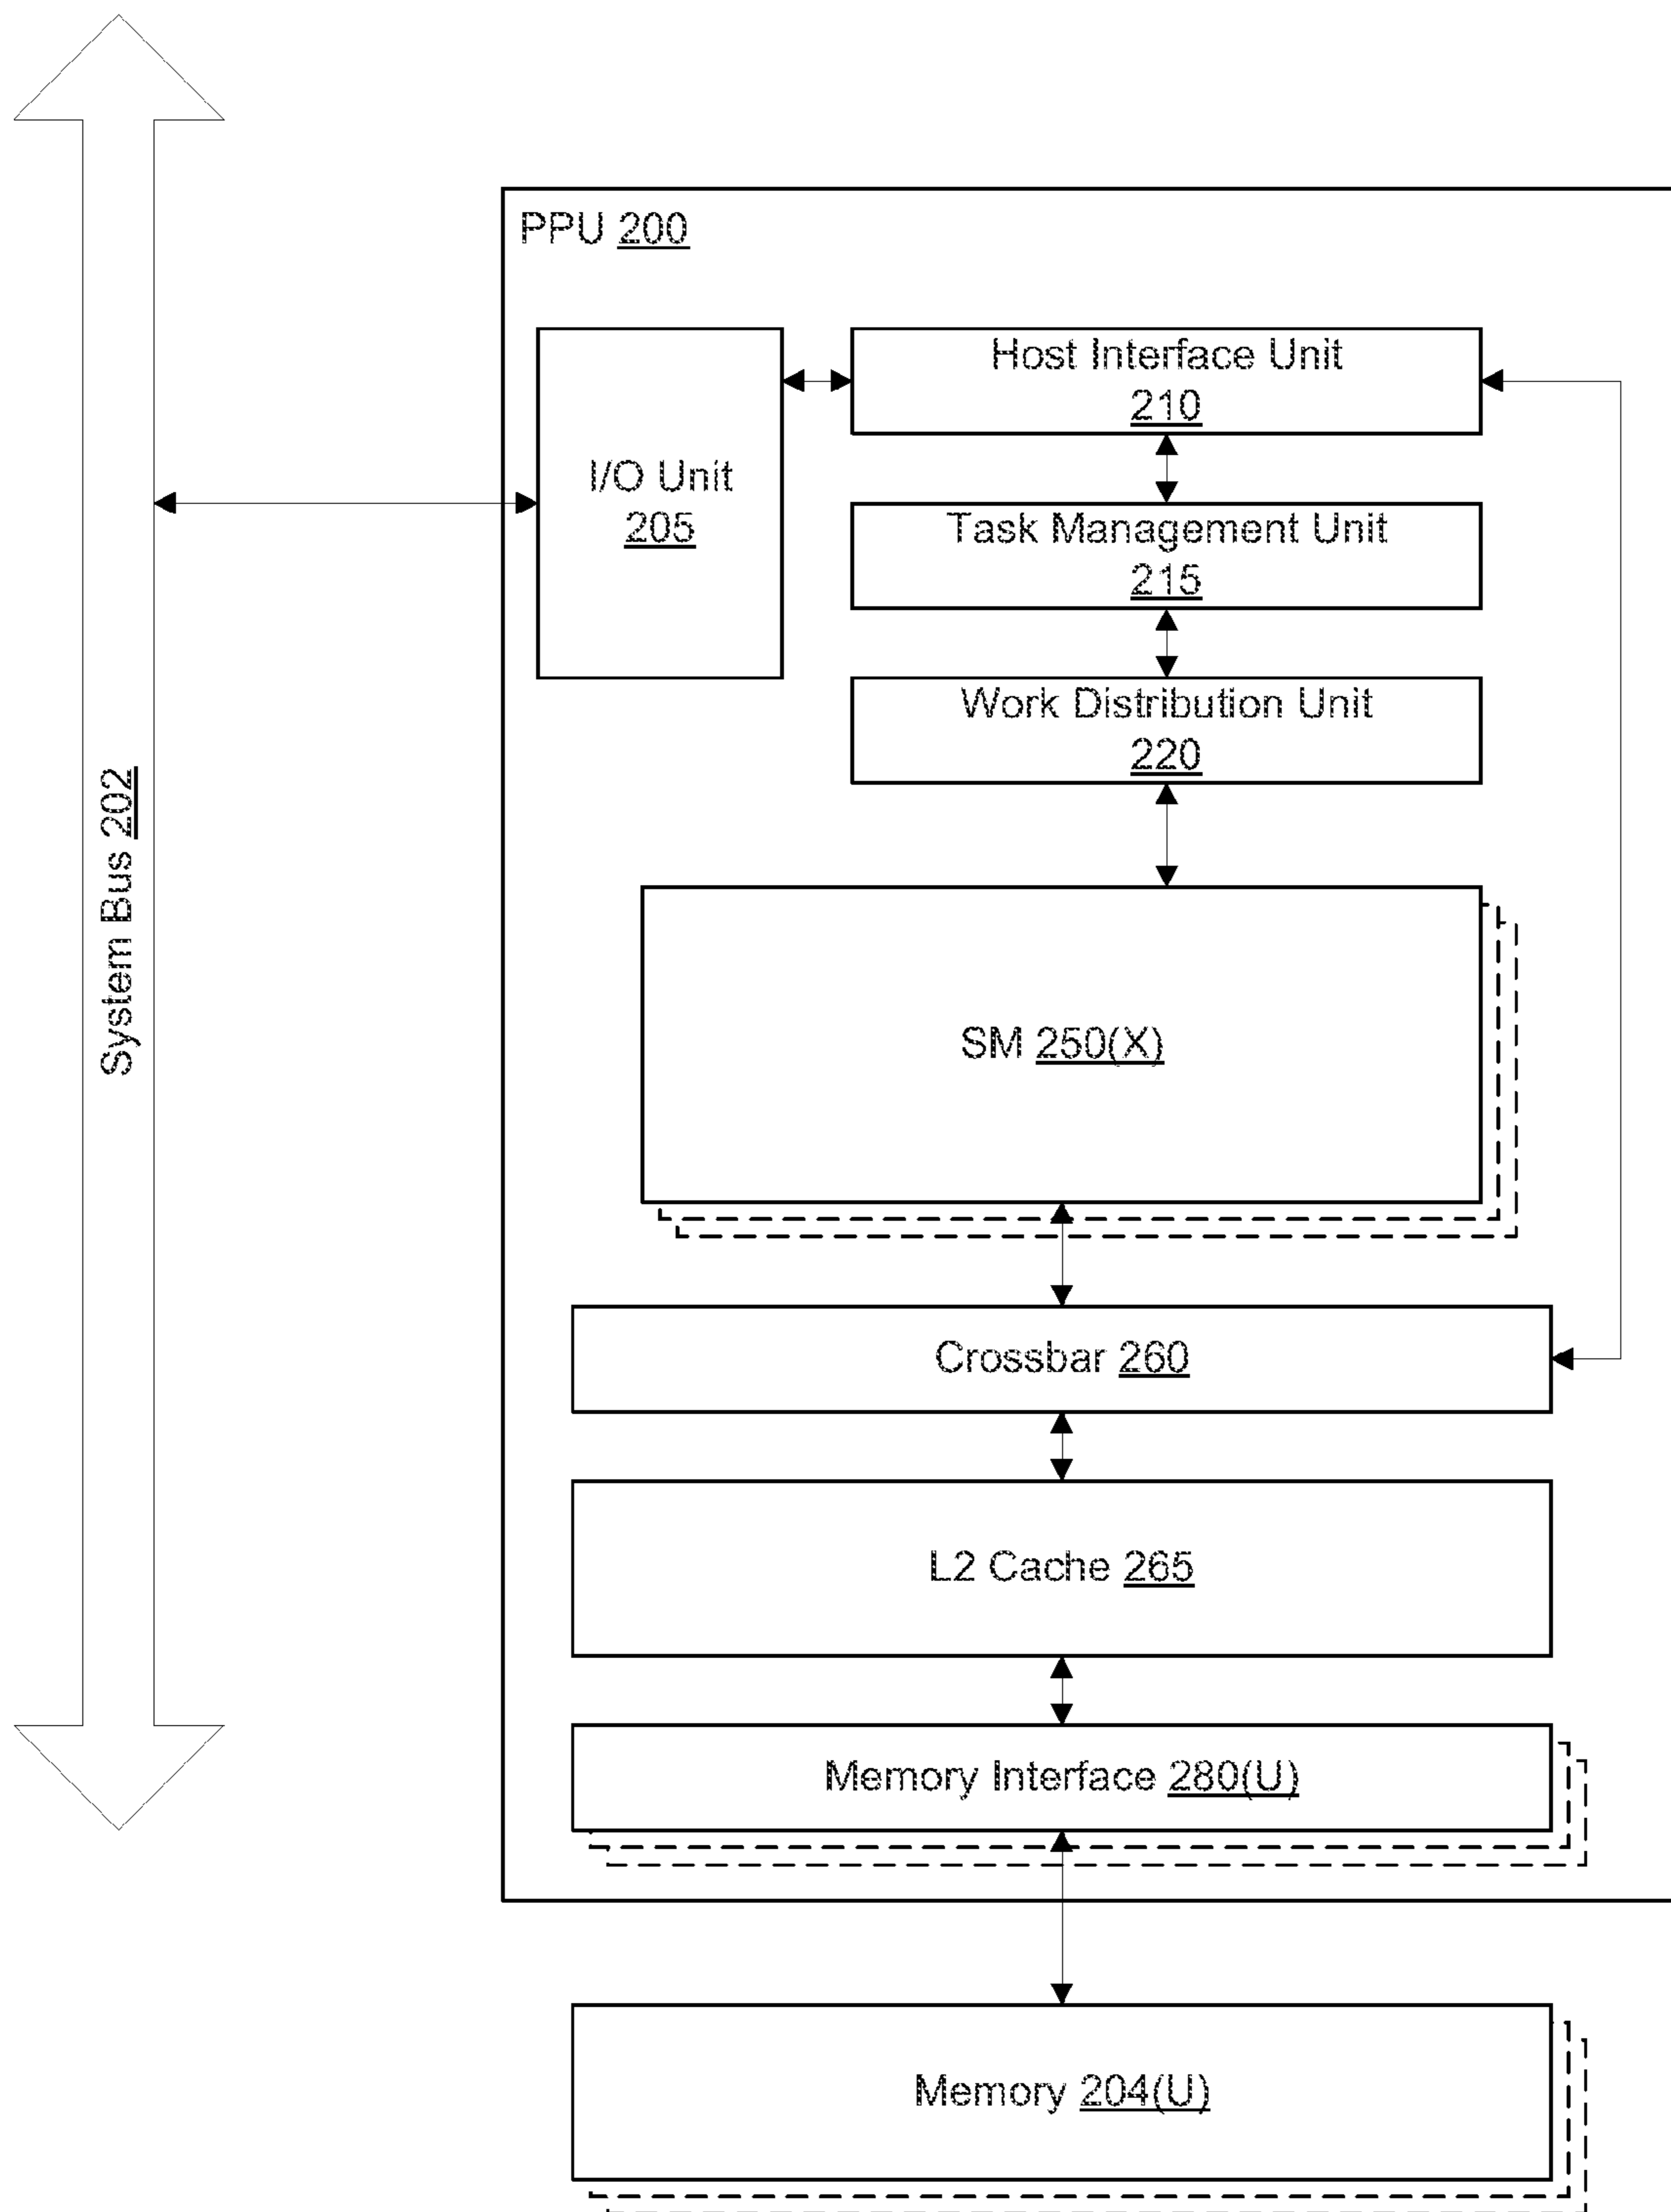 PPU 200
Host Interface Unit
210
I/O Unit
205
Task Management Unit
215
Work Distribution Unit
220
System Bus 202
SM 250(X)
Crossbar 260
L2 Cache 265
Memory Interface 280(U)
Memory 204(U)